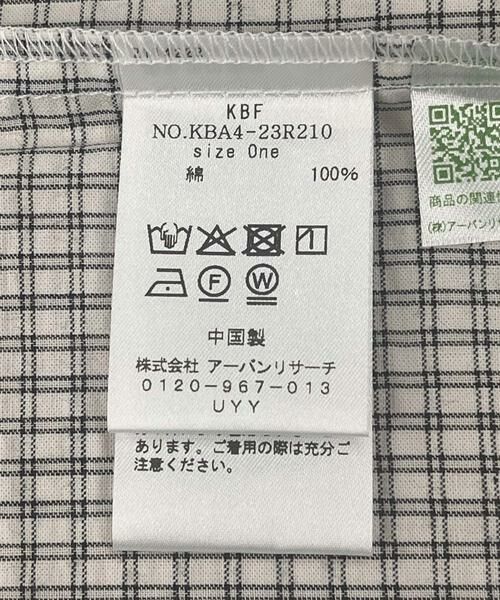 KBF
NO.KBA4-23R210
size One
綿 100%
F W
中国製
株式会社 アーバンリサーチ
0120-967-013
UYY
あります。ご着用の際は充分ご
注意ください。
商品の関連
(株)アーバンリサ